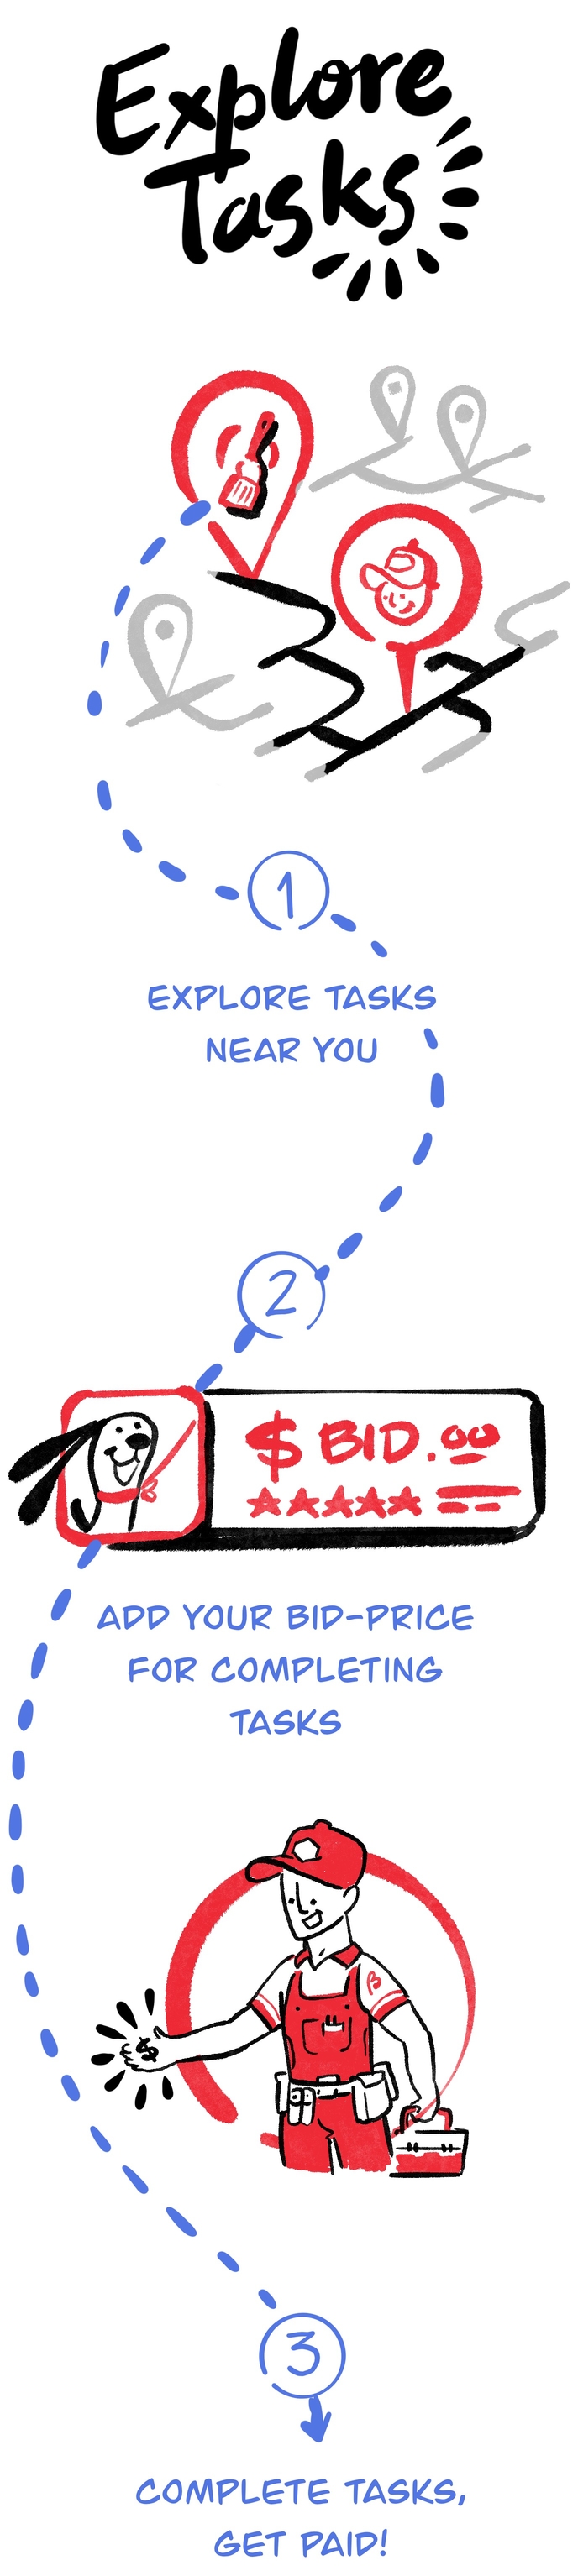 Explore
Tasks
1
EXPLORE TASKS
NEAR YOU
2
$ BID.00
ADD YOUR BID-PRICE
FOR COMPLETING
TASKS
B
$
3
COMPLETE TASKS,
GET PAID!